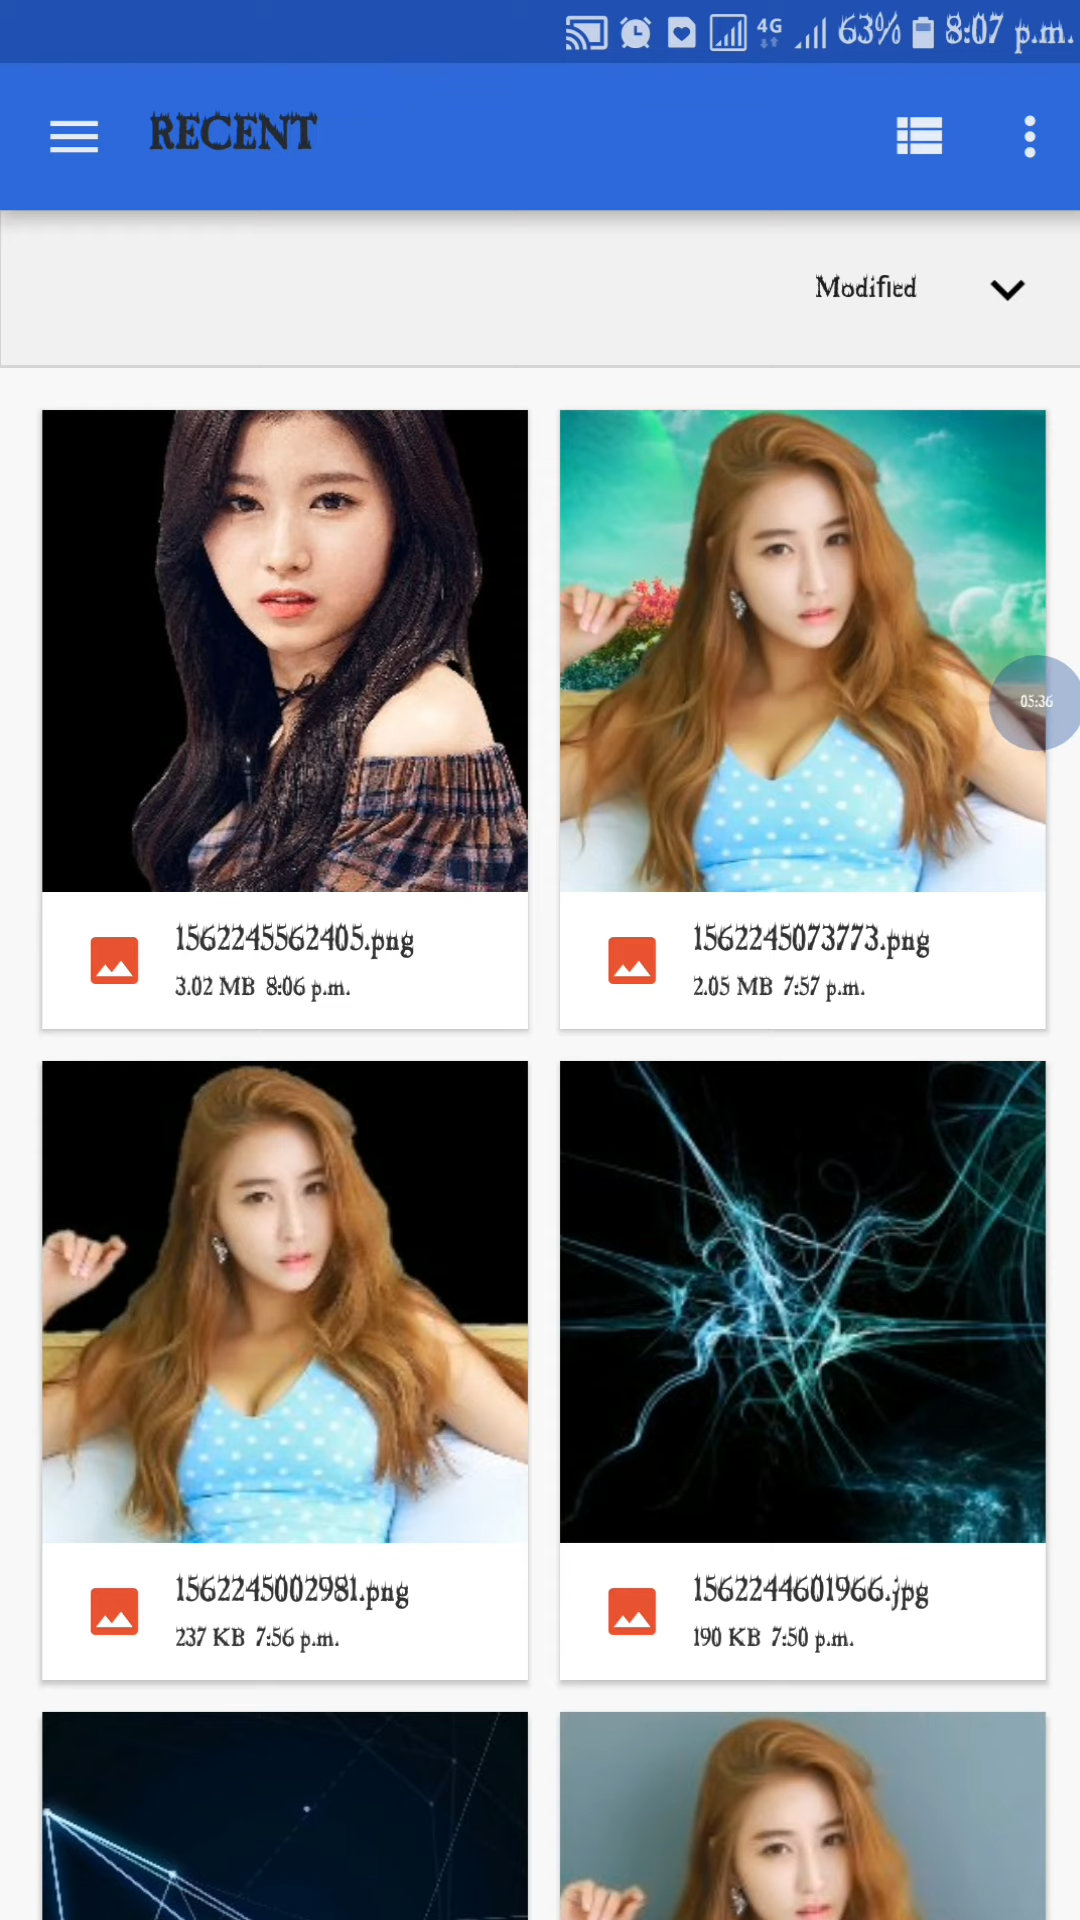 4G 63% 8:07 p.m.
RECENT
Modified
05:36
1562245562405.png
3.02 MB 8:06 p.m.
1562245073773.png
2.05 MB 7:57 p.m.
1562245002981.png
237 KB 7:56 p.m.
1562244601966.jpg
190 KB 7:50 p.m.